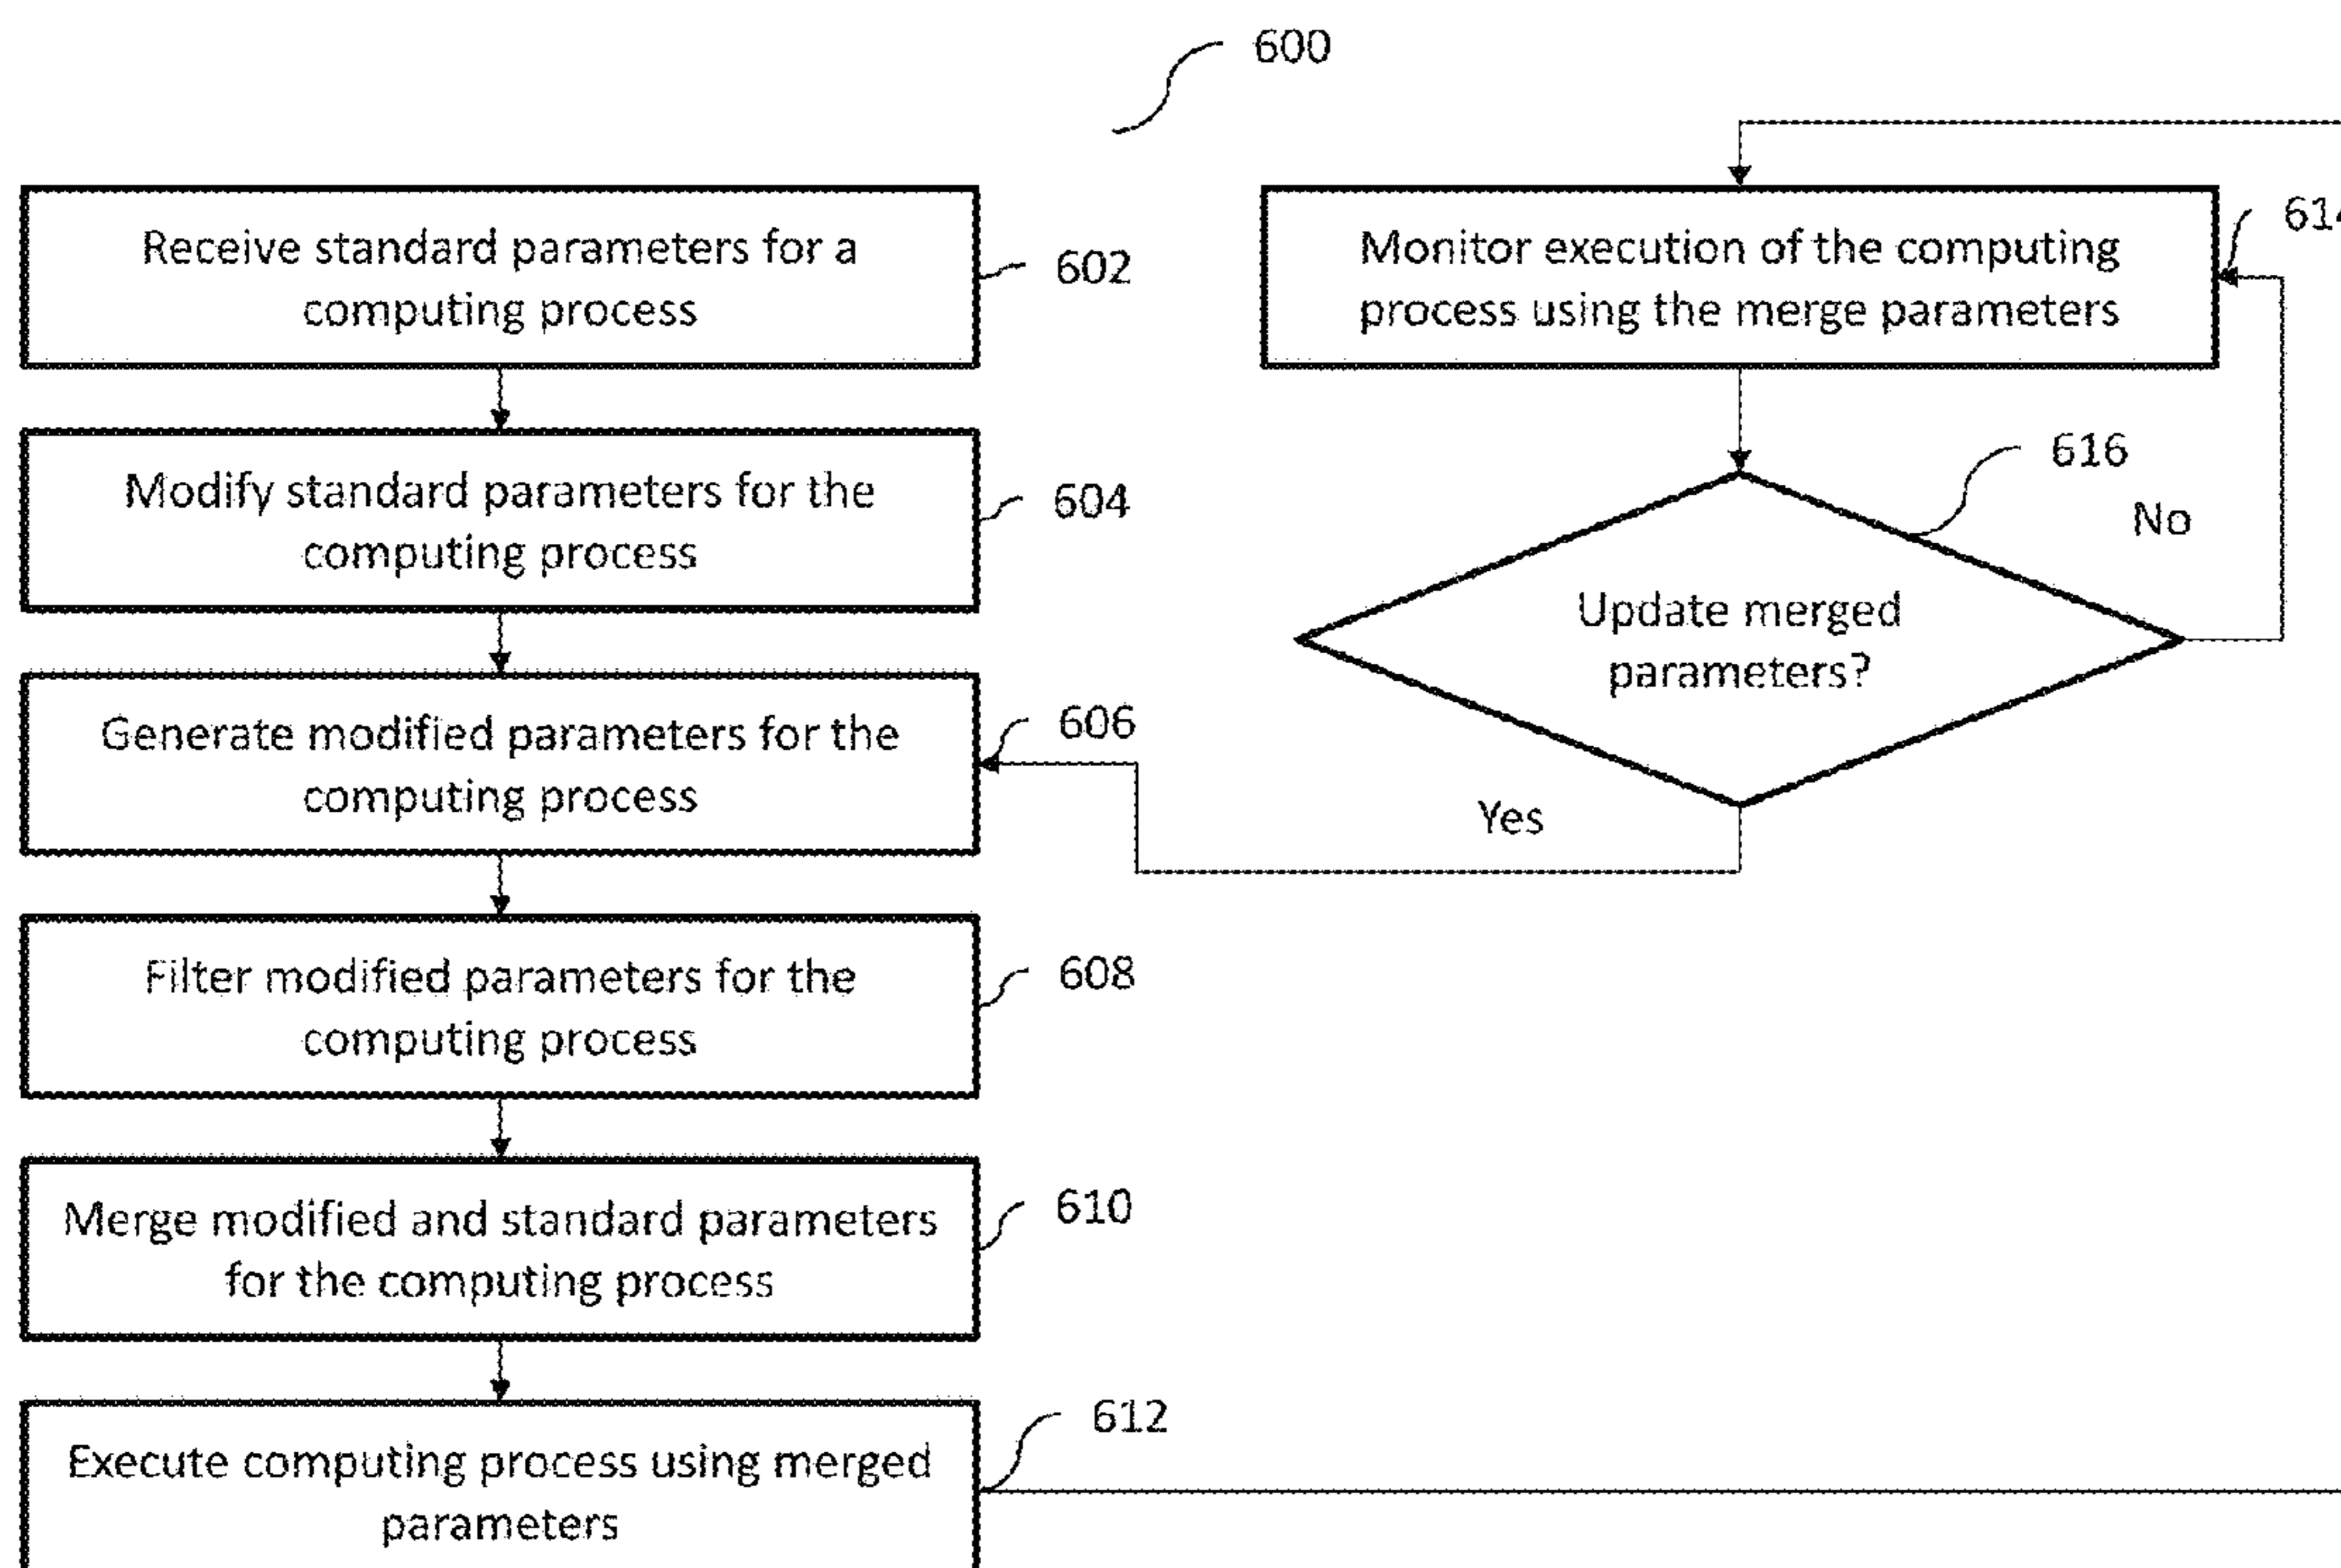 600
Receive standard parameters for a
computing process
602
Modify standard parameters for the
computing process
604
Generate modified parameters for the
computing process
606
Filter modified parameters for the
computing process
608
Merge modified and standard parameters
for the computing process
610
Execute computing process using merged
parameters
612
Monitor execution of the computing
process using the merge parameters
614
Update merged
parameters?
616
No
Yes